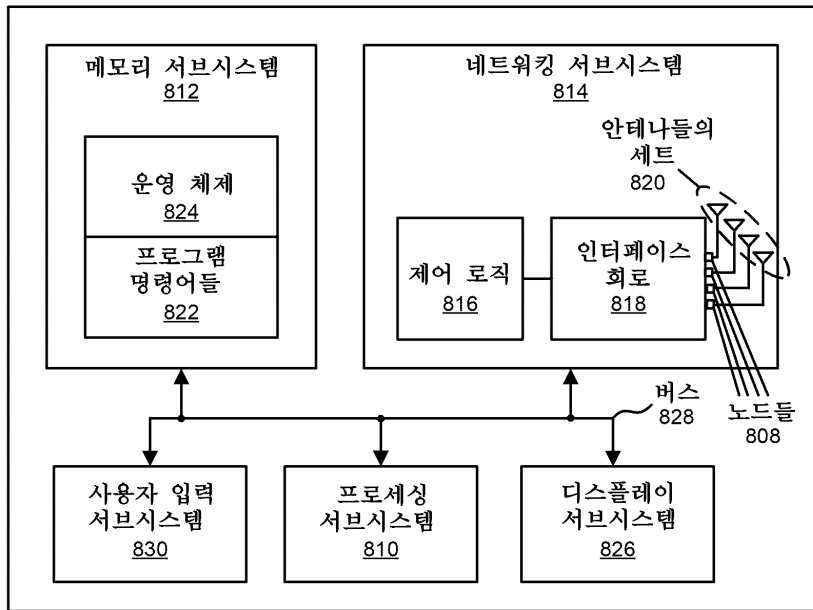 메모리 서브시스템
812
운영 체제
824
프로그램
명령어들
822
네트워킹 서브시스템
814
안테나들의
세트
820
제어 로직
816
인터페이스
회로
818
노드들
808
버스
828
사용자 입력
서브시스템
830
프로세싱
서브시스템
810
디스플레이
서브시스템
826